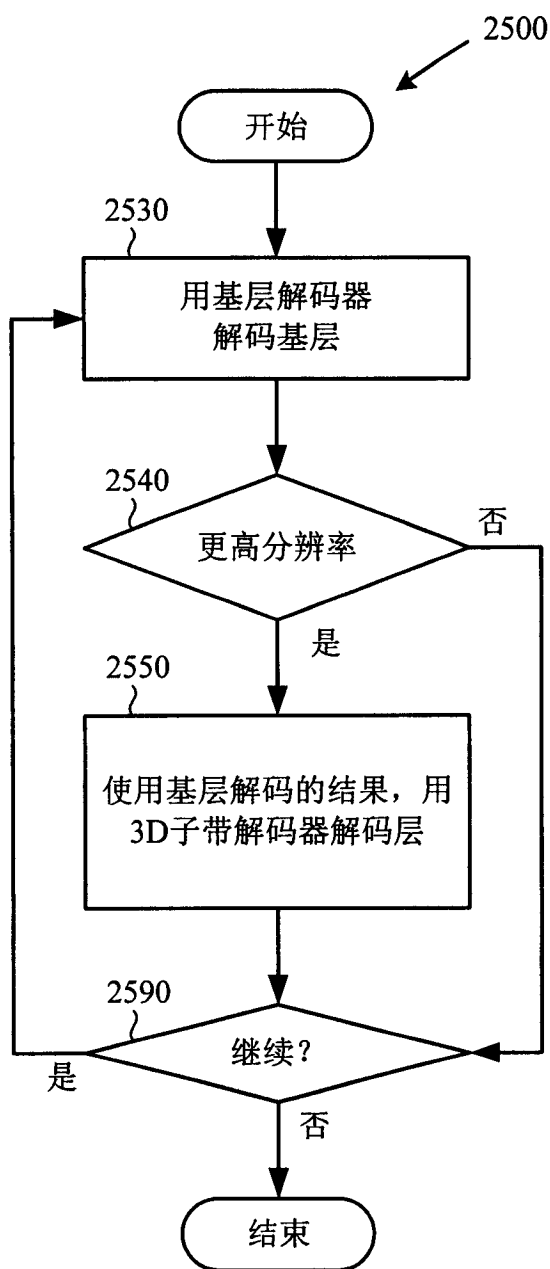 2500
开始
2530
用基层解码器
解码基层
2540
更高分辨率
否
是
2550
使用基层解码的结果，用
3D子带解码器解码层
2590
继续?
是
否
结束